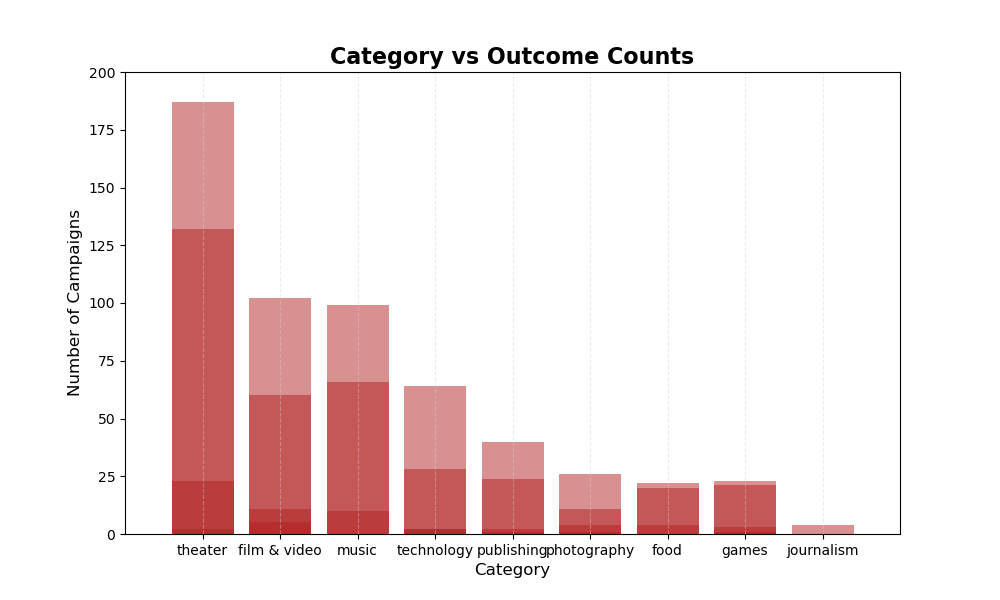 Category vs Outcome Counts
Number of Campaigns
200
175
150
125
100
75
50
25
0
theater film & video music technology publishing photography food games journalism
Category